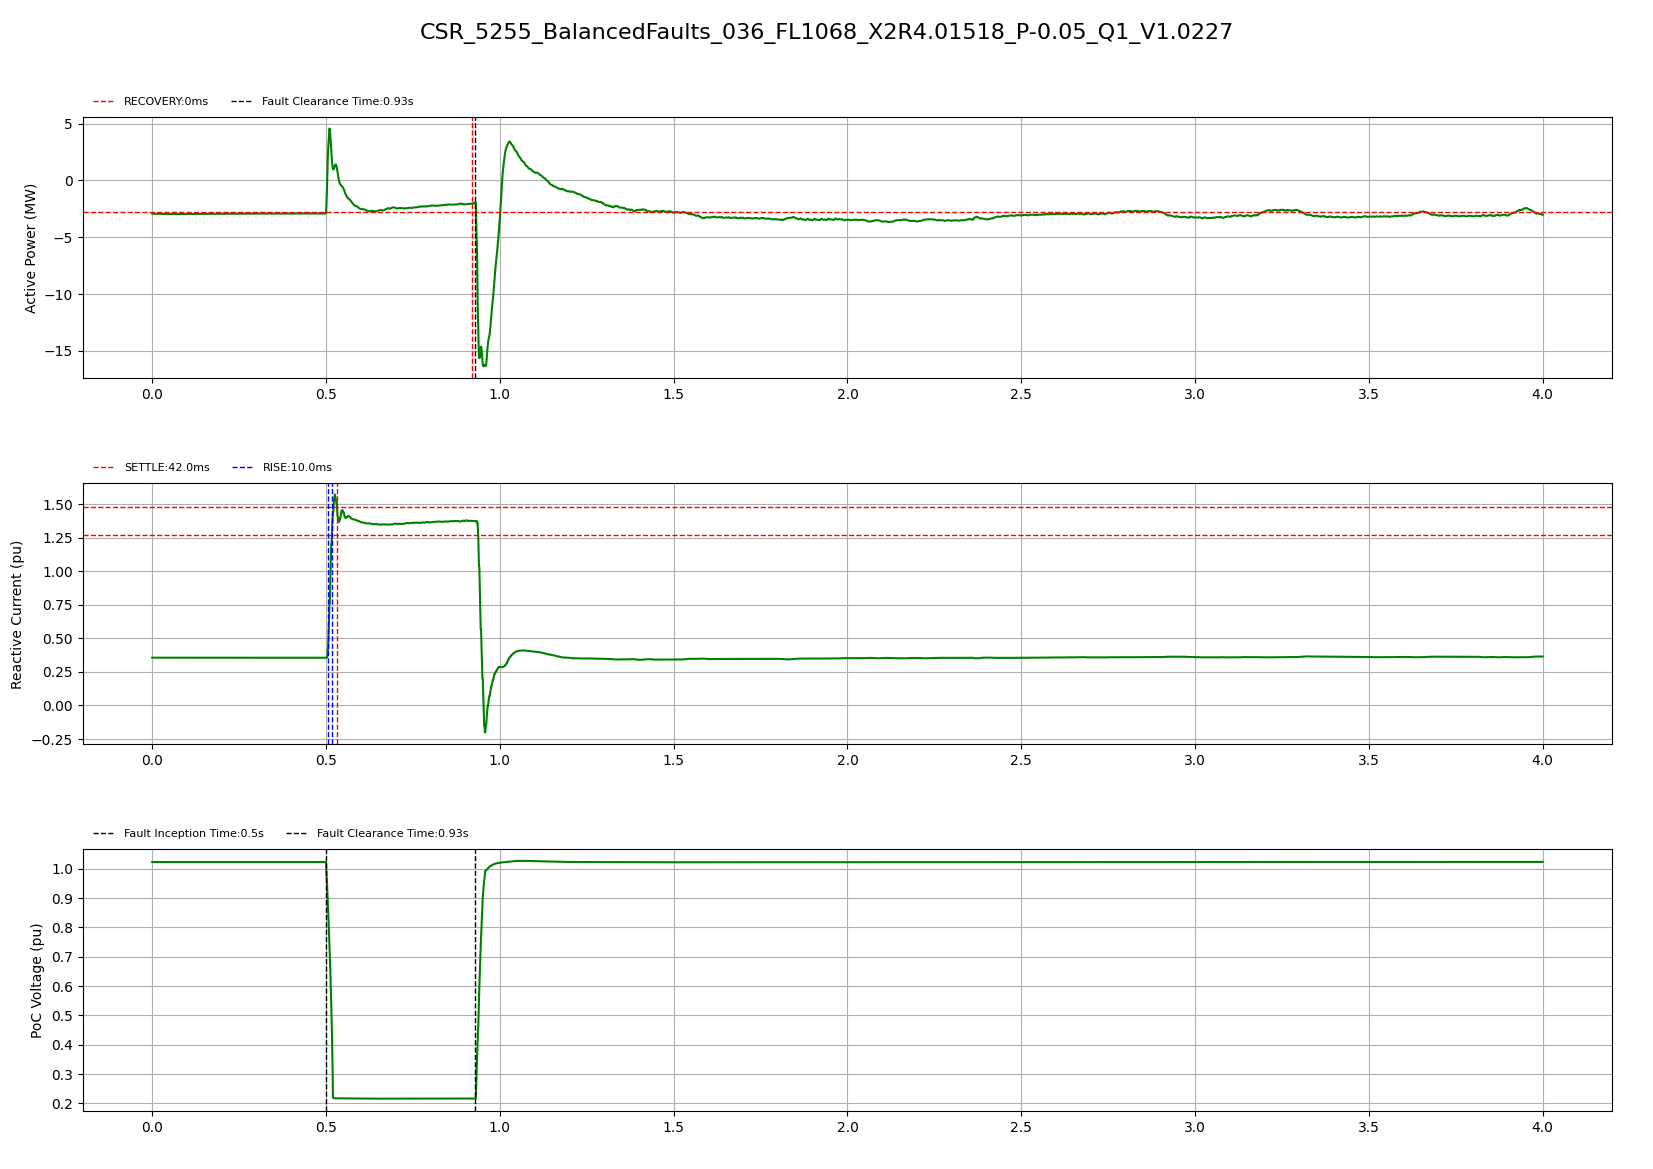 CSR_5255_BalancedFaults_036_FL1068_X2R4.01518_P-0.05_Q1_V1.0227
RECOVERY:0ms Fault Clearance Time:0.93s
Active Power (MW)
5
0
−5
−10
−15
0.0 0.5 1.0 1.5 2.0 2.5 3.0 3.5 4.0
SETTLE:42.0ms RISE:10.0ms
Reactive Current (pu)
1.50
1.25
1.00
0.75
0.50
0.25
0.00
−0.25
0.0 0.5 1.0 1.5 2.0 2.5 3.0 3.5 4.0
Fault Inception Time:0.5s Fault Clearance Time:0.93s
PoC Voltage (pu)
1.0
0.9
0.8
0.7
0.6
0.5
0.4
0.3
0.2
0.0 0.5 1.0 1.5 2.0 2.5 3.0 3.5 4.0